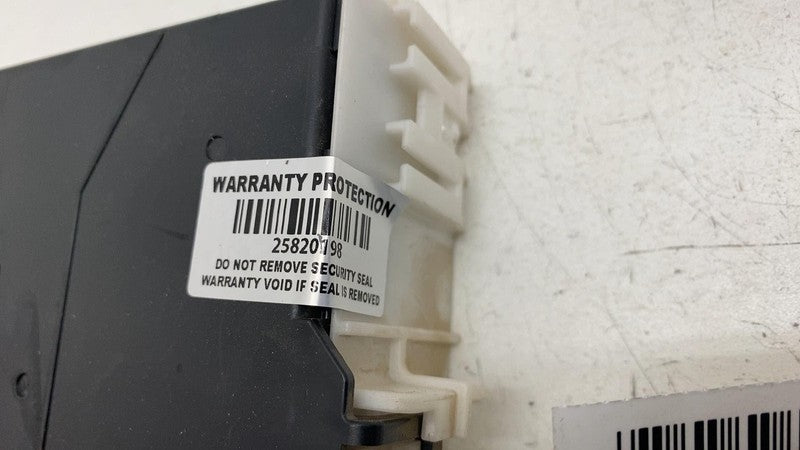 WARRANTY PROTECTION
25820198
DO NOT REMOVE SECURITY SEAL
WARRANTY VOID IF SEAL IS REMOVED